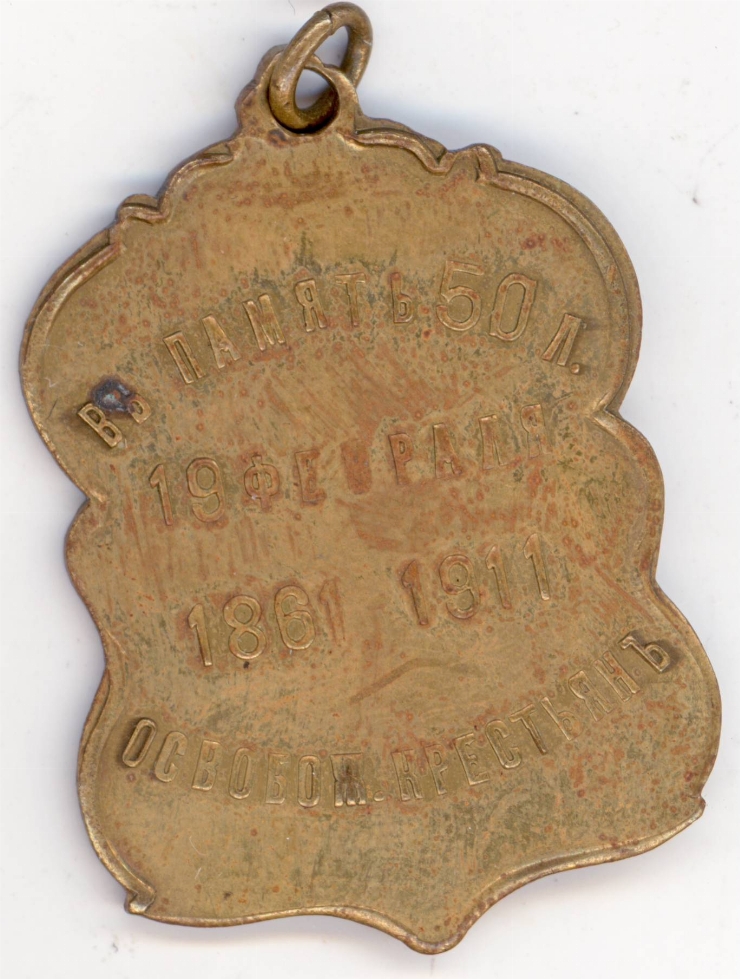 ВЪ ПАМЯТЬ 50 Л.
19 ФЕВРАЛЯ
1861 1911
ОСВОБОЖ. КРЕСТЬЯНЪ